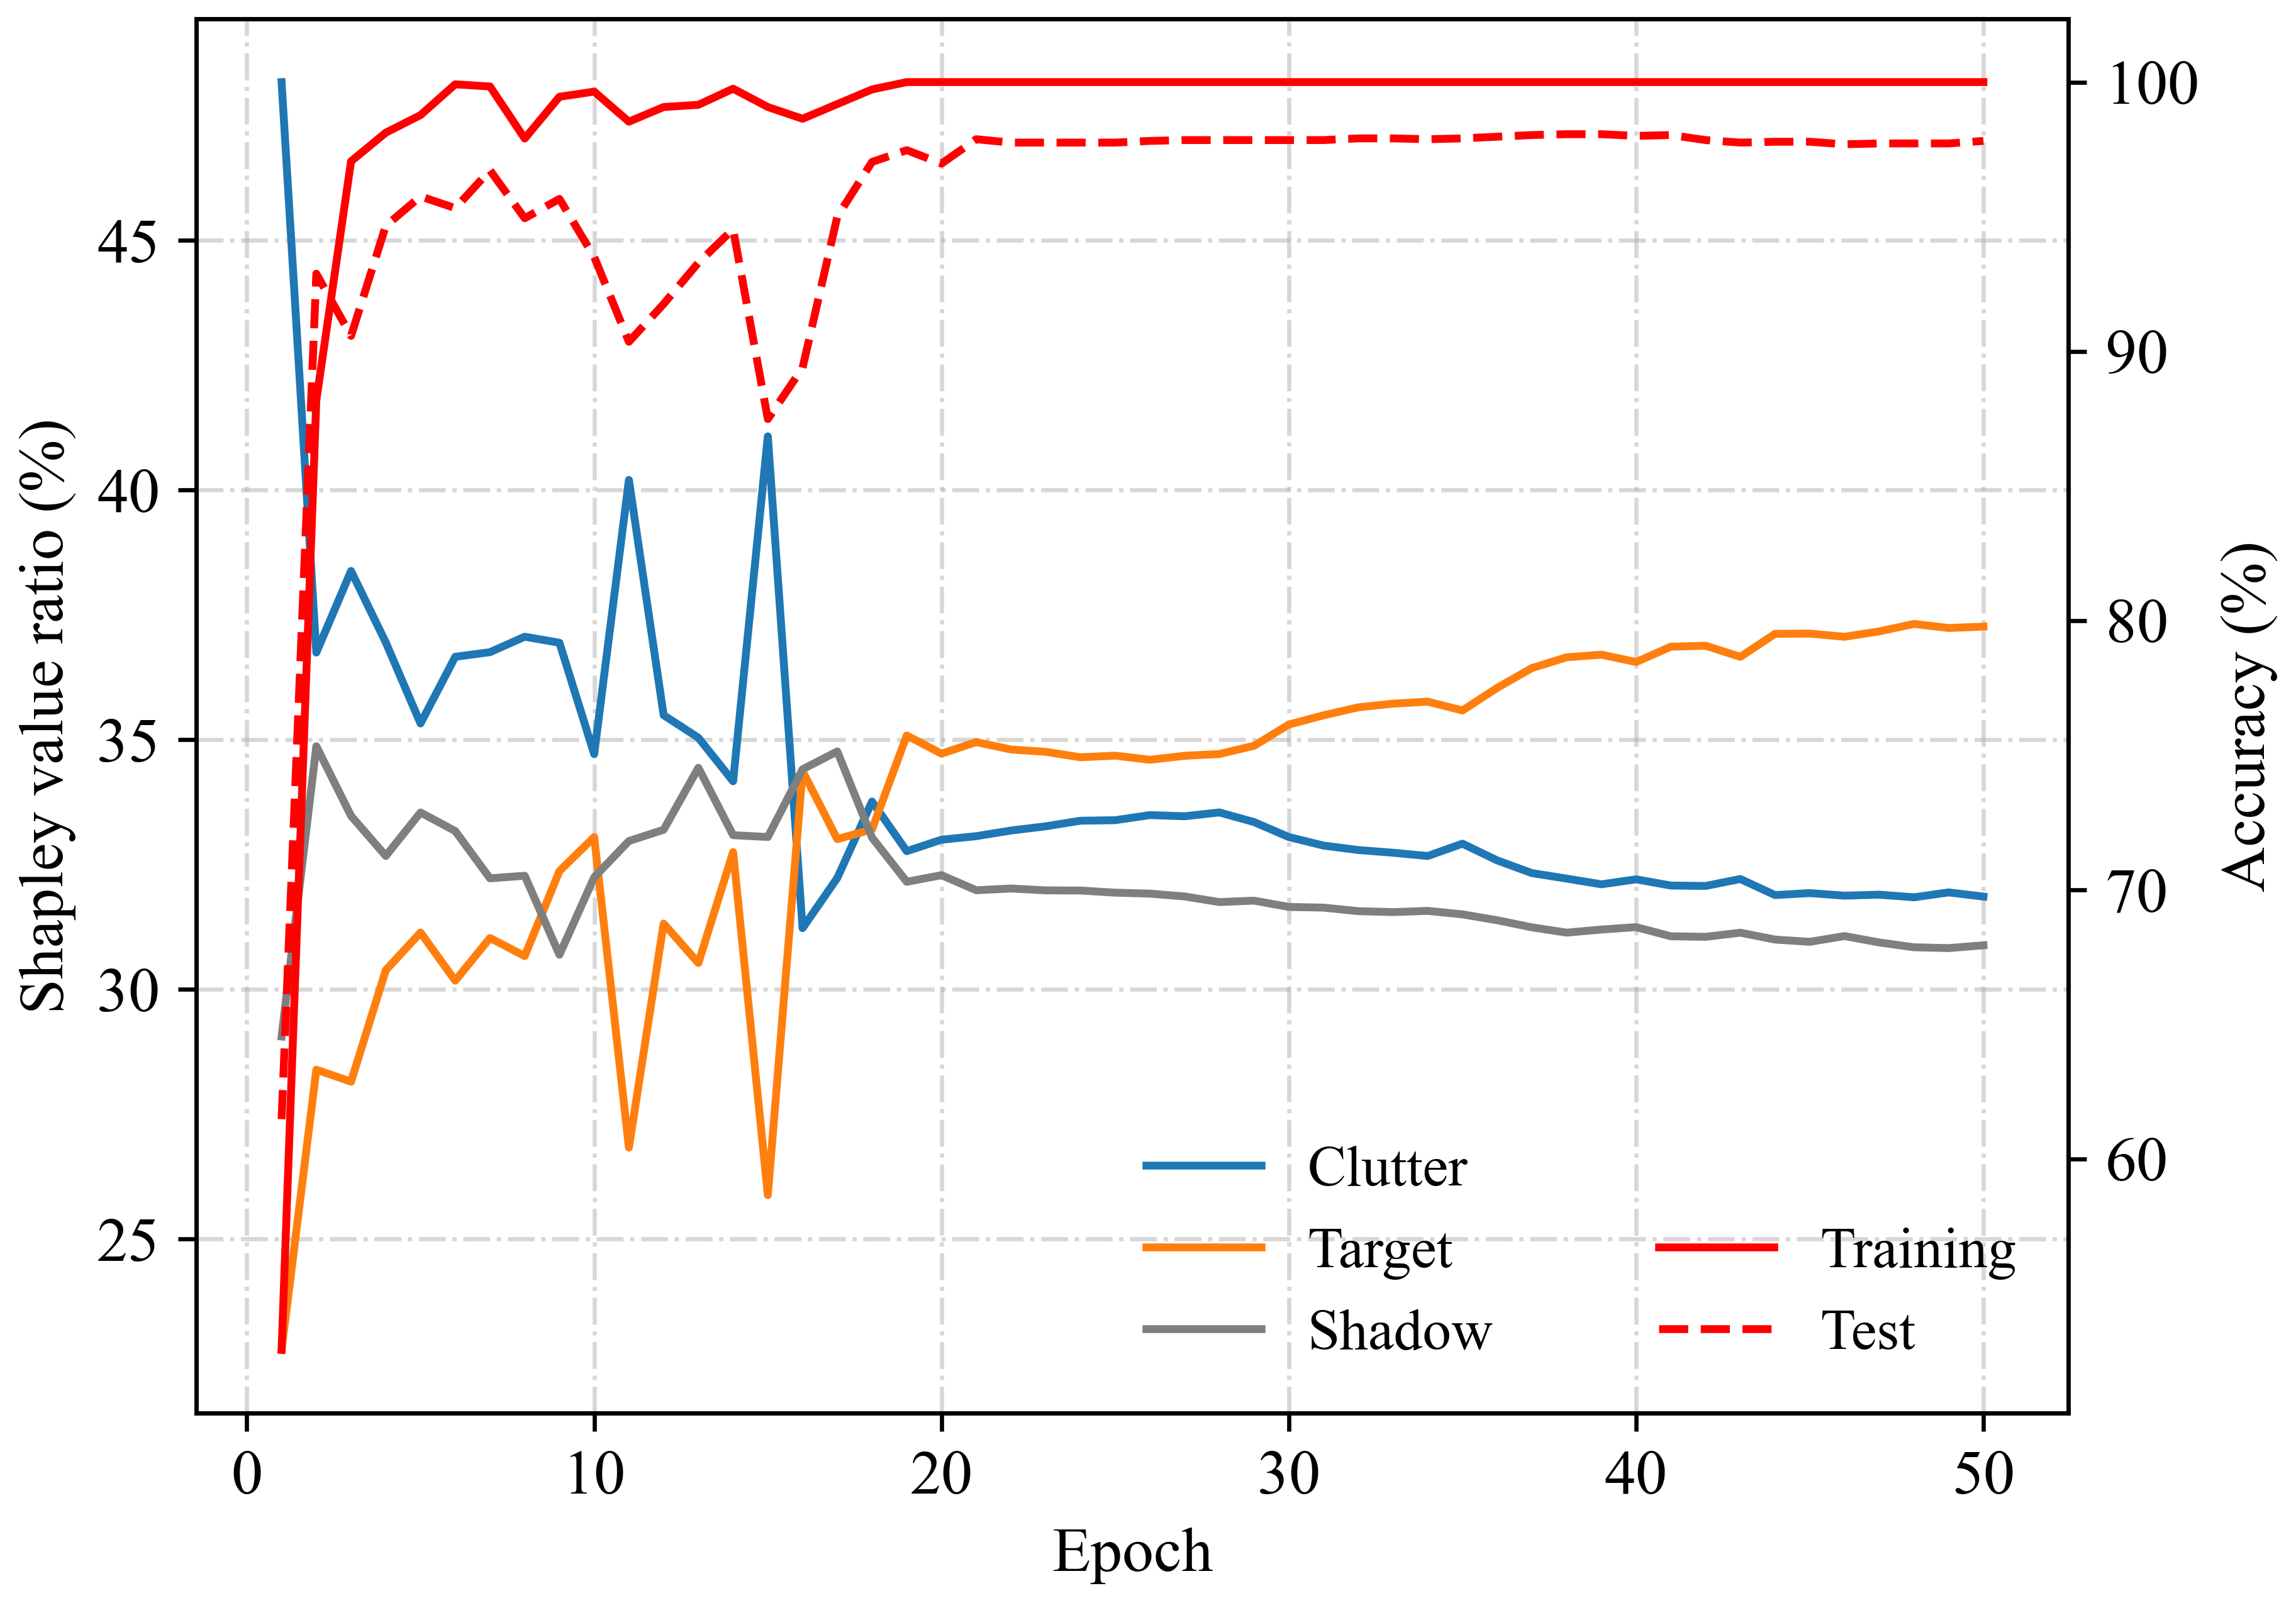 Shapley value ratio (%)
45
40
35
30
25
100
90
80
70
60
Accuracy (%)
Clutter
Target
Shadow
Training
Test
0 10 20 30 40 50
Epoch